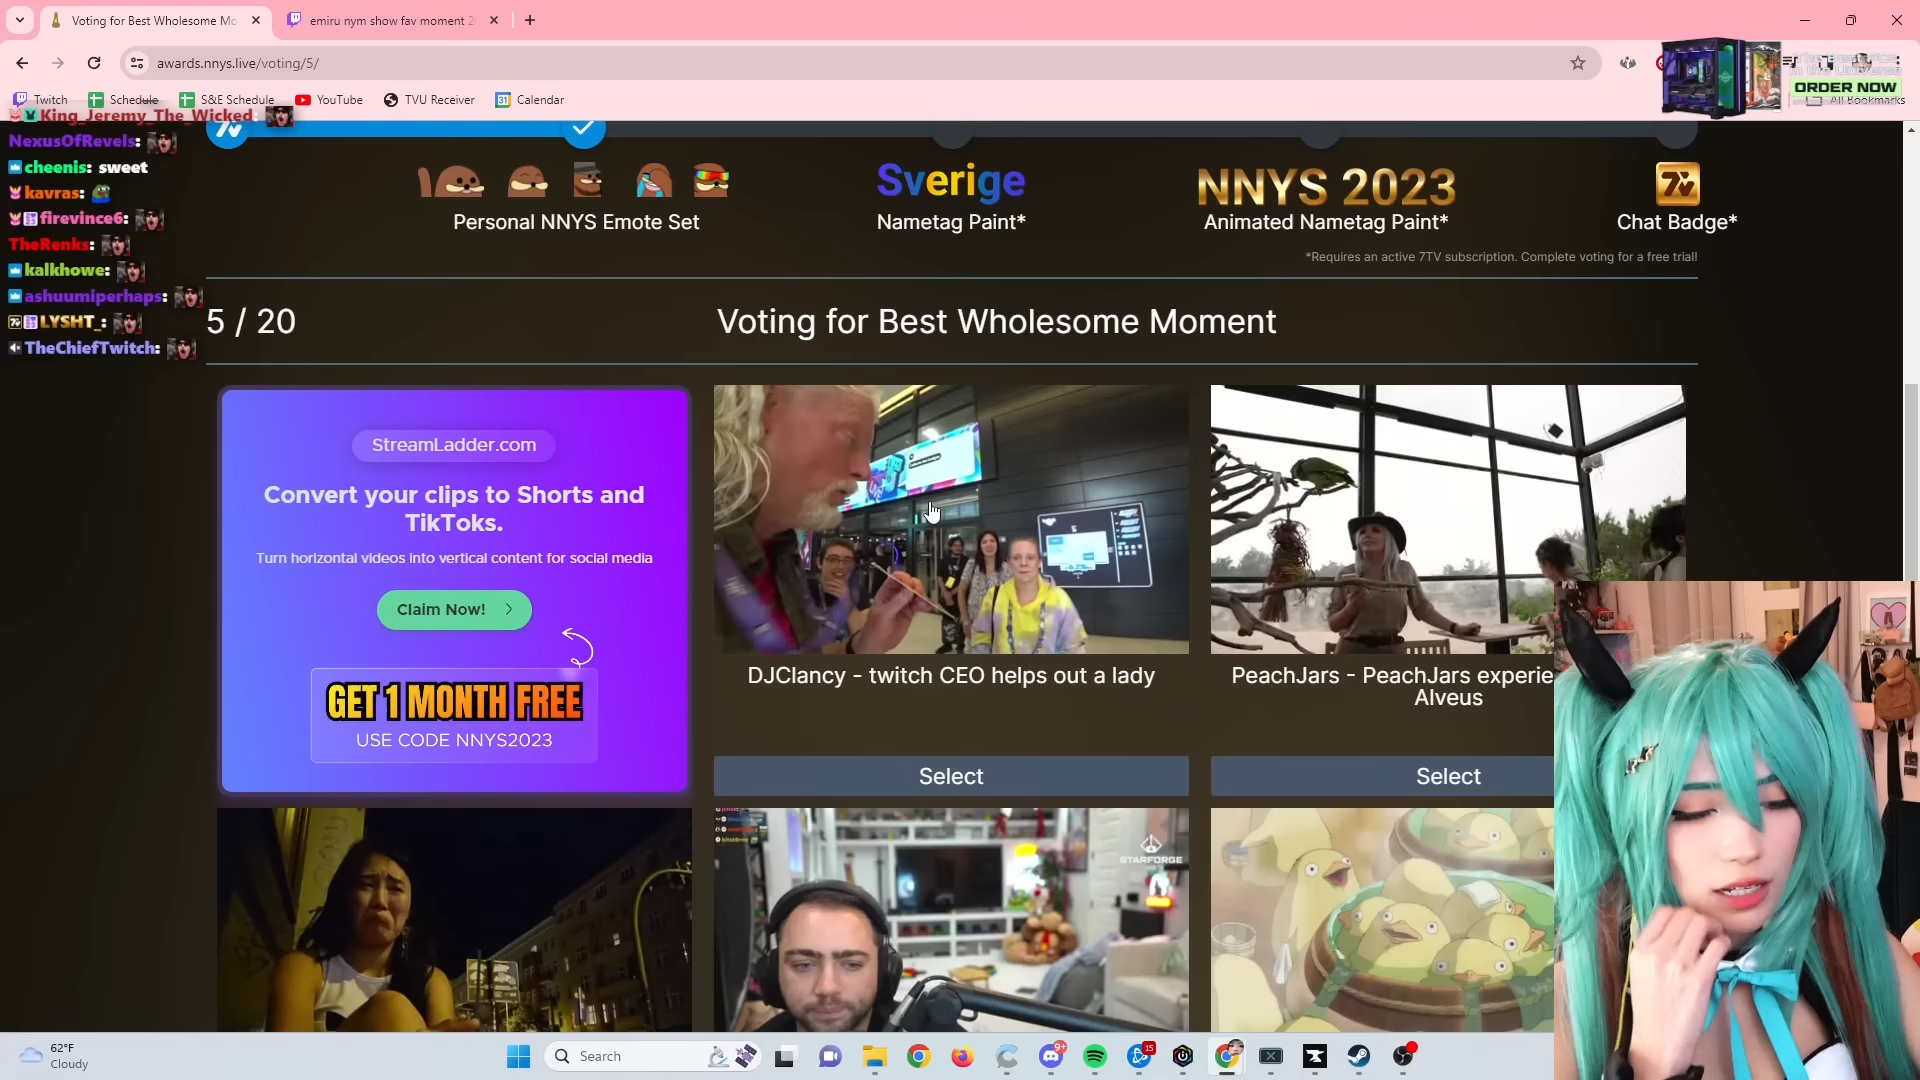 Voting for Best Wholesome Mo
emiru nym show fav moment 2
awards.nnys.live/voting/5/
ORDER NOW
Twitch
Schedule
S&E Schedule
YouTube
TVU Receiver
Calendar
All Bookmarks
King_Jeremy_The_Wicked
NexusOfRevels:
cheenis: sweet
kavras:
firevince6:
TheRenks:
kalkhowe:
ashuumiperhaps:
LYSHT_:
TheChiefTwitch:
Personal NNYS Emote Set
Sverige
Nametag Paint*
NNYS 2023
Animated Nametag Paint*
Chat Badge*
*Requires an active 7TV subscription. Complete voting for a free trial!
5 / 20
Voting for Best Wholesome Moment
StreamLadder.com
Convert your clips to Shorts and
TikToks.
Turn horizontal videos into vertical content for social media
Claim Now!
GET 1 MONTH FREE
USE CODE NNYS2023
DJClancy - twitch CEO helps out a lady
Select
PeachJars - PeachJars experie
Alveus
Select
STARFORGE
62°F
Cloudy
Search
9+
15